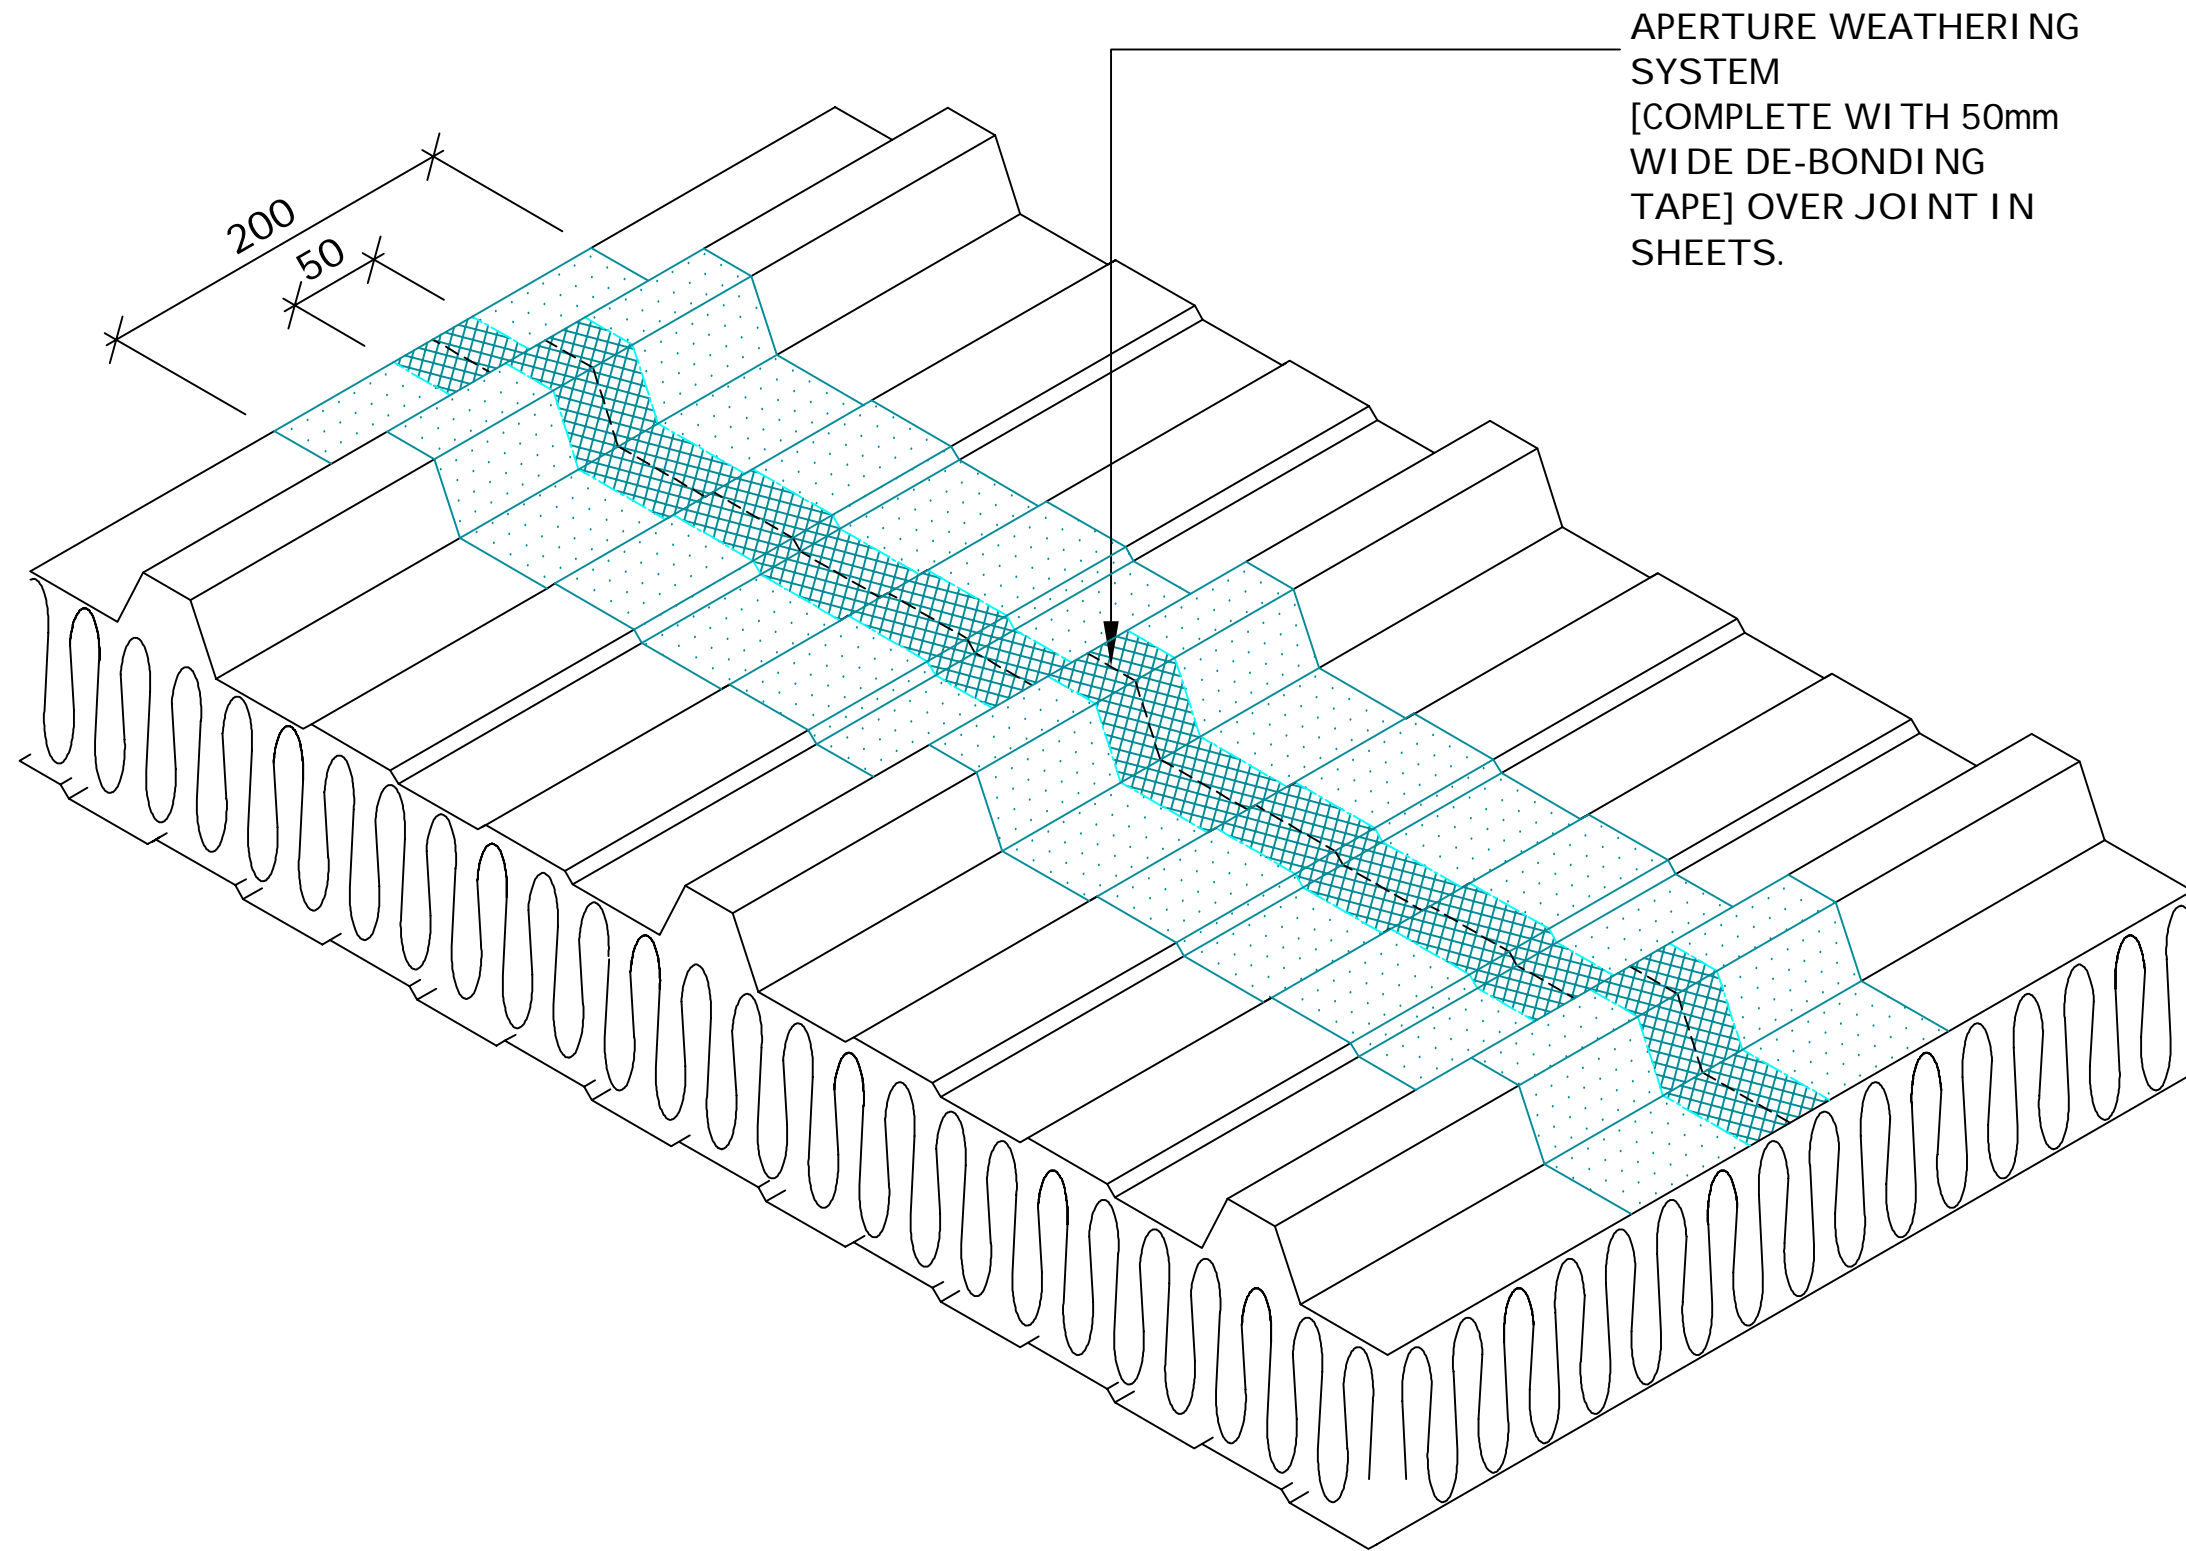 APERTURE WEATHERING
SYSTEM
[COMPLETE WITH 50mm
WIDE DE-BONDING
TAPE] OVER JOINT IN
SHEETS.
200
50